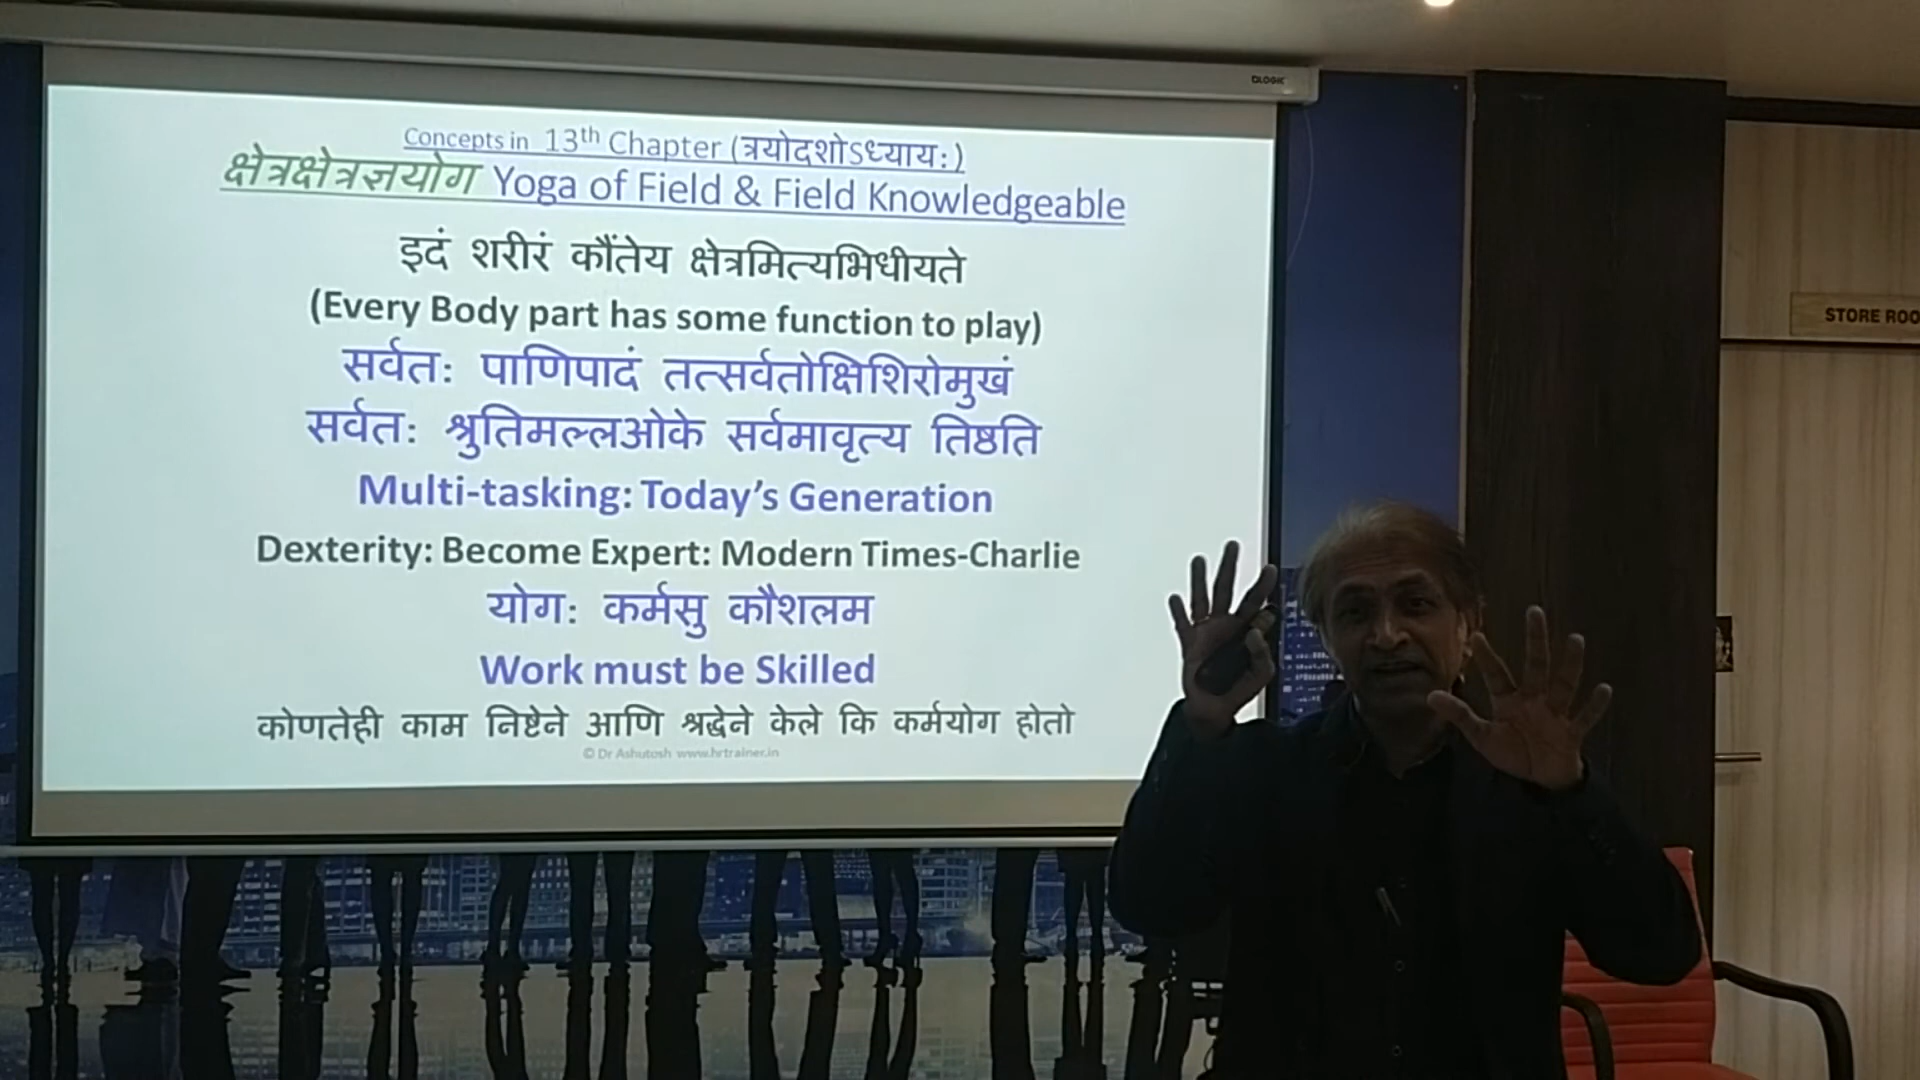 QLOGIC
Concepts in 13th Chapter (त्रयोदशोऽध्यायः)
क्षेत्रक्षेत्रज्ञयोग Yoga of Field & Field Knowledgeable
इदं शरीरं कौंतेय क्षेत्रमित्यभिधीयते
(Every Body part has some function to play)
सर्वतः पाणिपादं तत्सर्वतोक्षिशिरोमुखं
सर्वतः श्रुतिमल्लओके सर्वमावृत्य तिष्ठति
Multi-tasking: Today’s Generation
Dexterity: Become Expert: Modern Times-Charlie
योगः कर्मसु कौशलम
Work must be Skilled
कोणतेही काम निष्टेने आणि श्रद्धेने केले कि कर्मयोग होतो
© Dr Ashutosh www.hrtrainer.in
STORE ROO